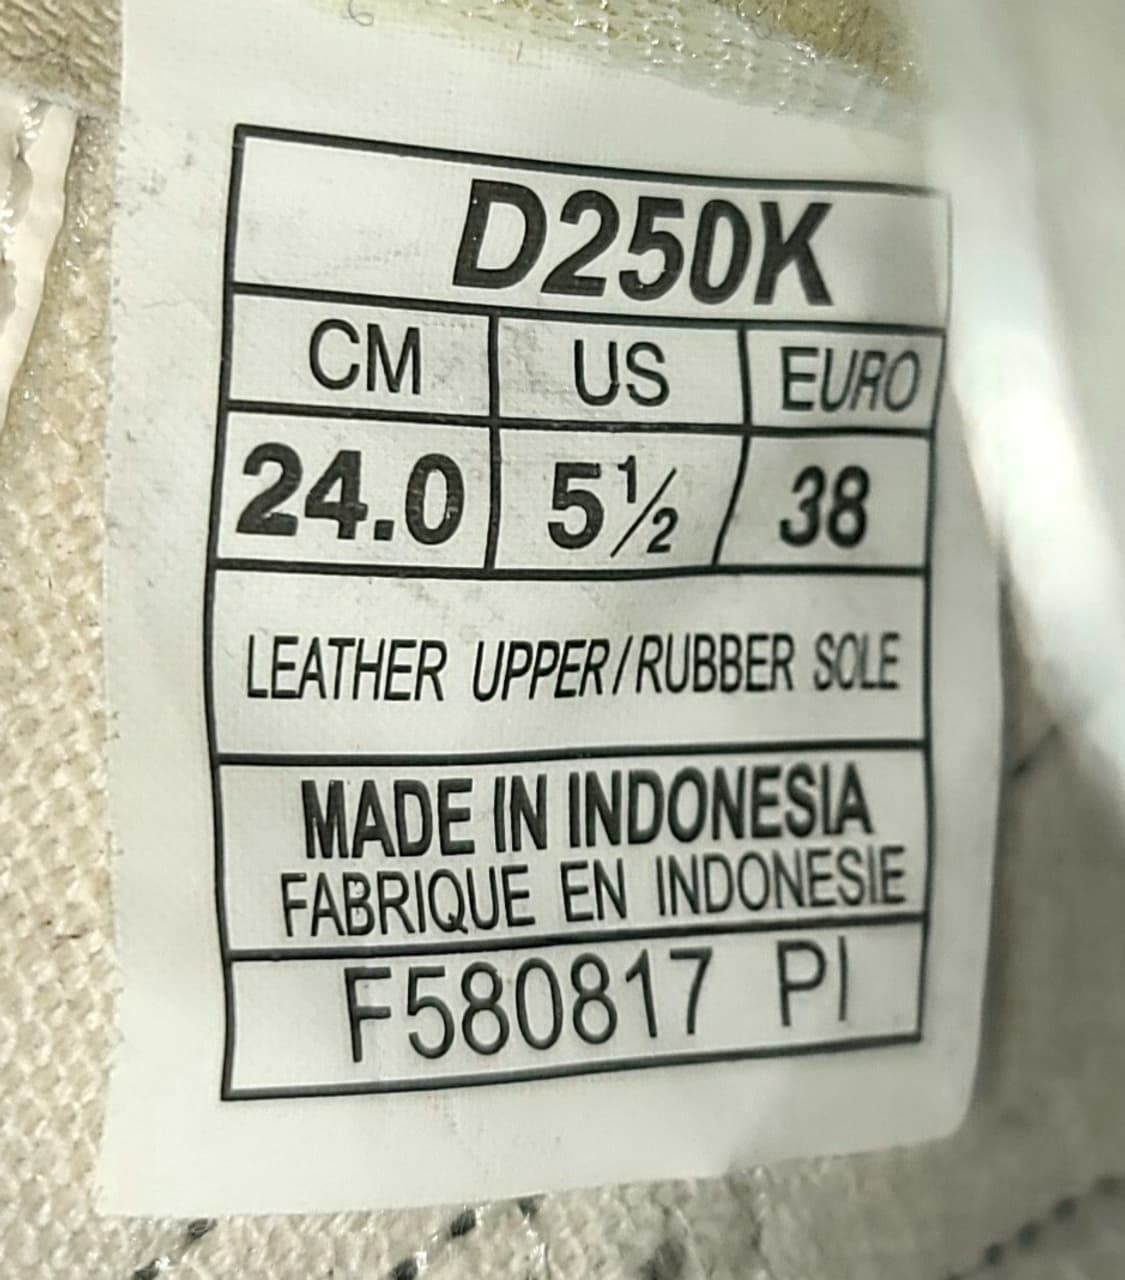 D250K
CM US EURO
24.0 5½ 38
LEATHER UPPER/RUBBER SOLE
MADE IN INDONESIA
FABRIQUE EN INDONESIE
F580817 PI